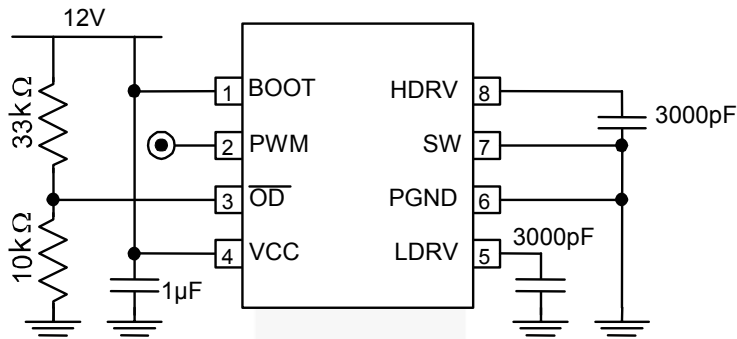 12V
33kΩ
10kΩ
1µF
1 BOOT
2 PWM
3 OD
4 VCC
HDRV 8
SW 7
PGND 6
LDRV 5
3000pF
3000pF